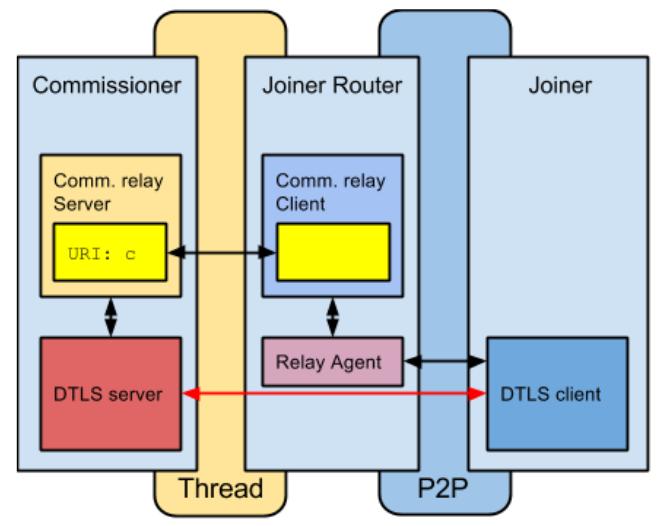 Commissioner
Joiner Router
Joiner
Comm. relay
Server
URI: c
Comm. relay
Client
DTLS server
Relay Agent
DTLS client
Thread
P2P